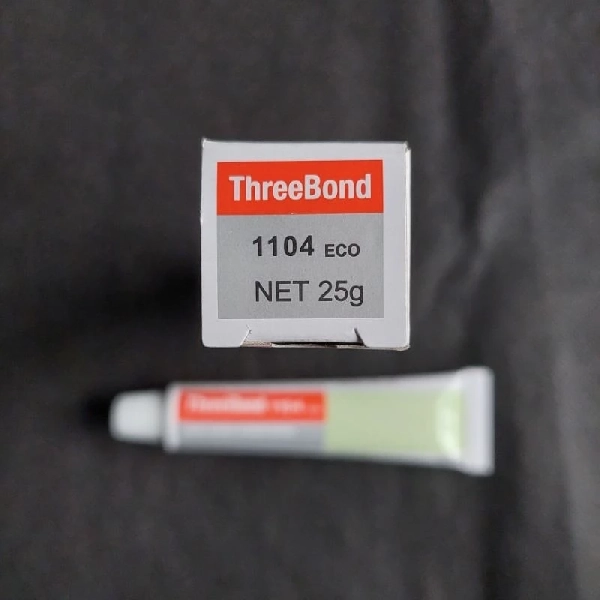 ThreeBond
1104 ECO
NET 25g
ThreeBond